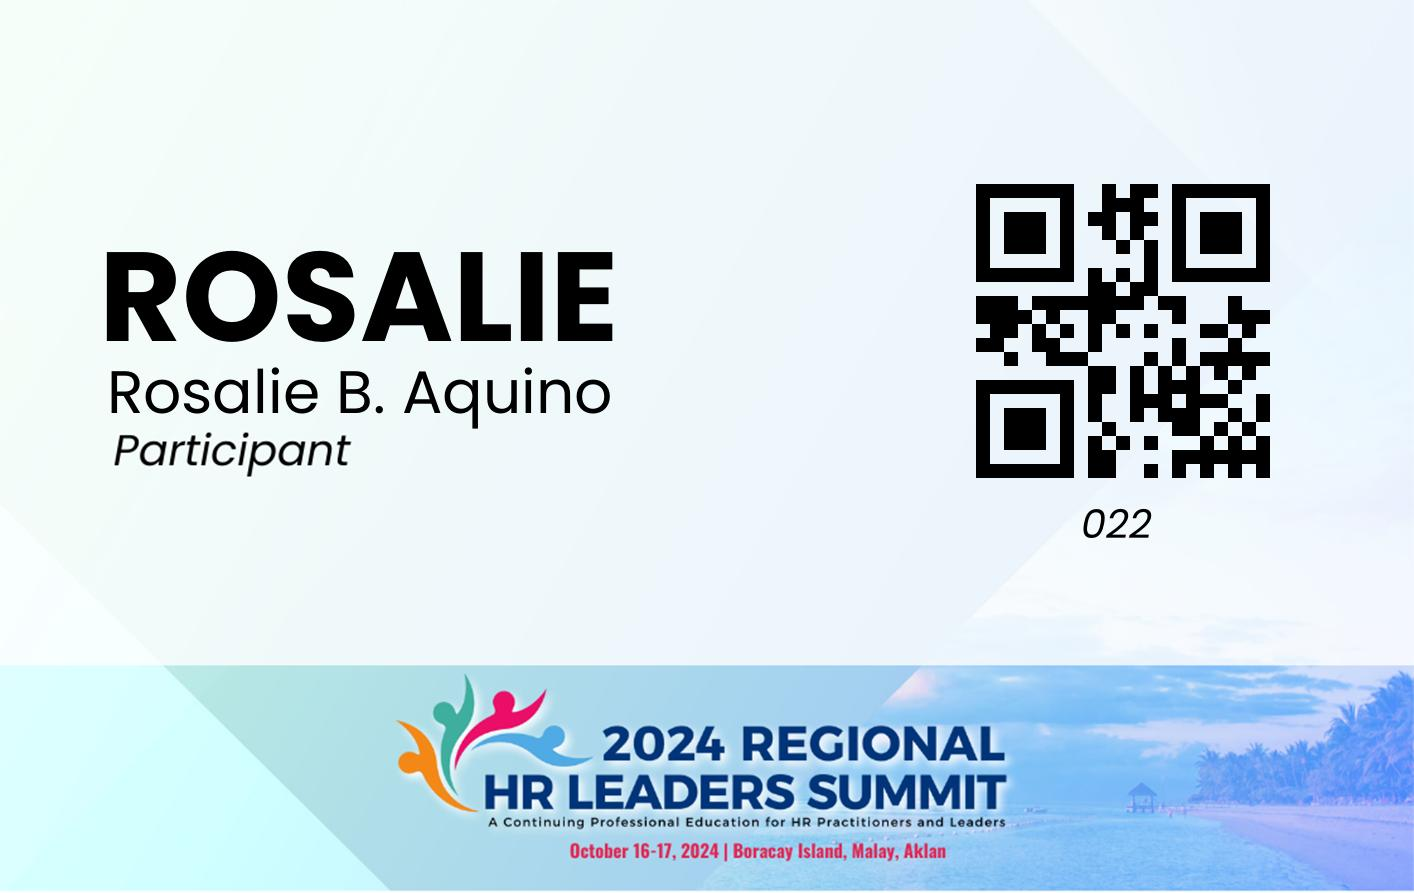 ROSALIE
Rosalie B. Aquino
Participant
022
2024 REGIONAL
HR LEADERS SUMMIT
A Continuing Professional Education for HR Practitioners and Leaders
October 16-17, 2024 | Boracay Island, Malay, Aklan